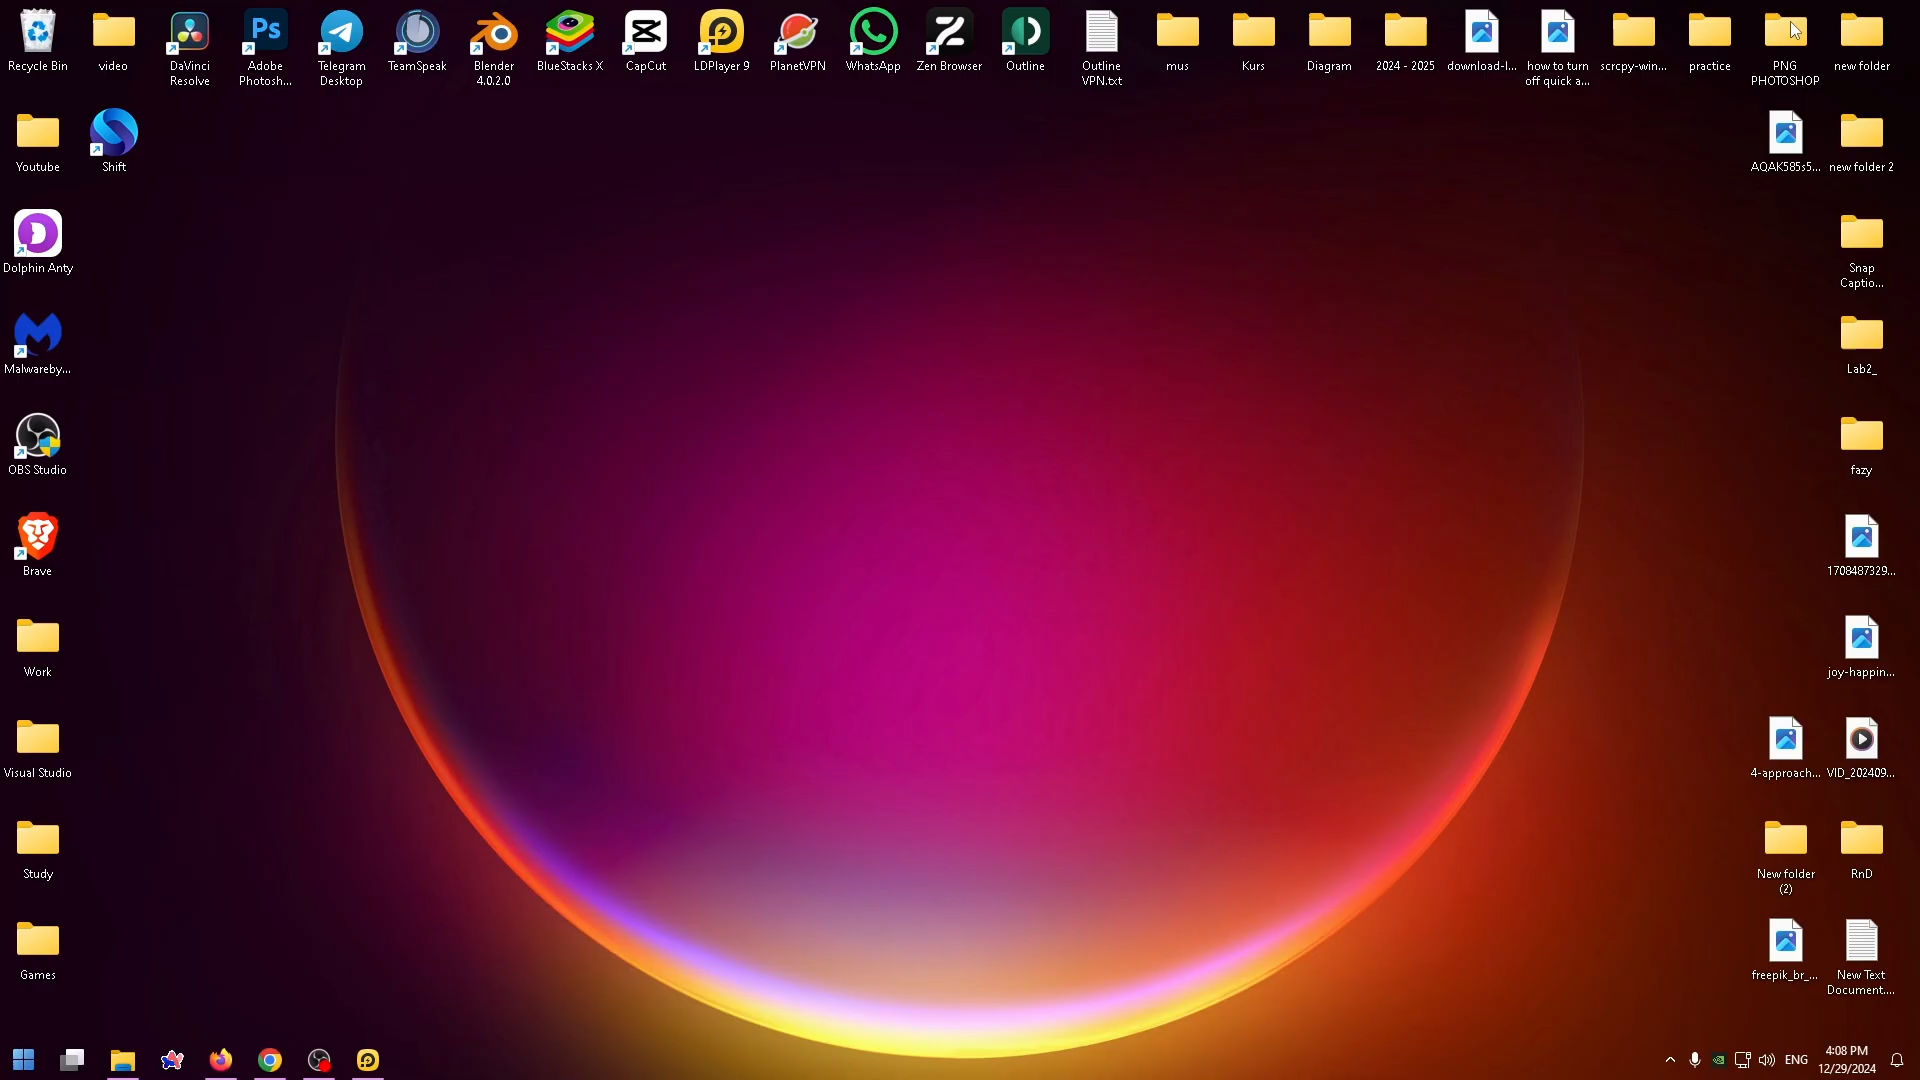 Recycle Bin
video
DaVinci
Resolve
Ps
Adobe
Photosh...
Telegram
Desktop
TeamSpeak
Blender
4.0.2.0
BlueStacks X
CapCut
LDPlayer 9
PlanetVPN
WhatsApp
Zen Browser
Outline
Outline
VPN.txt
mus
Kurs
Diagram
2024 - 2025
download-l...
how to turn
off quick a...
scrcpy-win...
practice
PNG
PHOTOSHOP
new folder
Youtube
Shift
AQAK585s5...
new folder 2
Dolphin Anty
Snap
Captio...
Malwareby...
Lab2_
OBS Studio
fazy
Brave
1708487329...
Work
joy-happin...
Visual Studio
4-approach...
VID_202409...
Study
New folder
(2)
RnD
Games
freepik_br_...
New Text
Document....
ENG
4:08 PM
12/29/2024